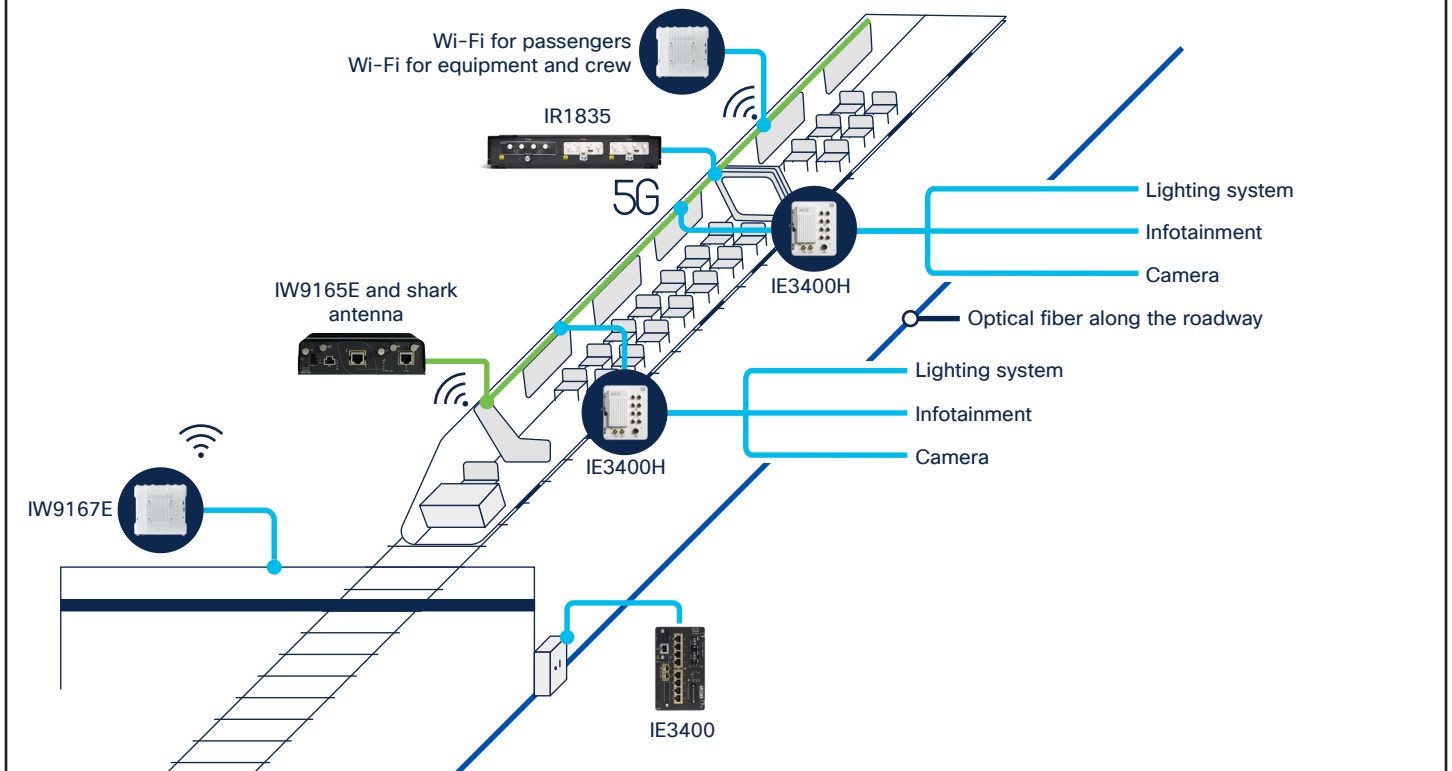 Wi-Fi for passengers
Wi-Fi for equipment and crew
IR1835
5G
Lighting system
Infotainment
Camera
IE3400H
IW9165E and shark
antenna
Optical fiber along the roadway
Lighting system
Infotainment
Camera
IE3400H
IW9167E
IE3400